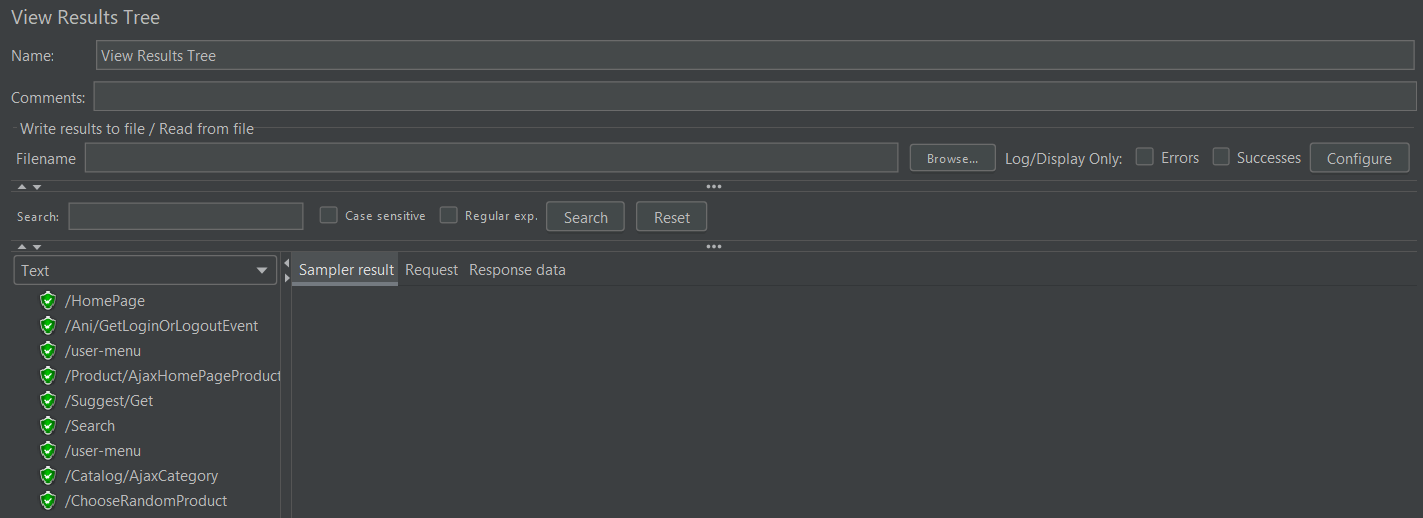 View Results Tree
Name: View Results Tree
Comments:
Write results to file / Read from file
Filename Browse... Log/Display Only: Errors Successes Configure
Search: Case sensitive Regular exp. Search Reset
Text Sampler result Request Response data
/HomePage
/Ani/GetLoginOrLogoutEvent
/user-menu
/Product/AjaxHomePageProduct
/Suggest/Get
/Search
/user-menu
/Catalog/AjaxCategory
/ChooseRandomProduct